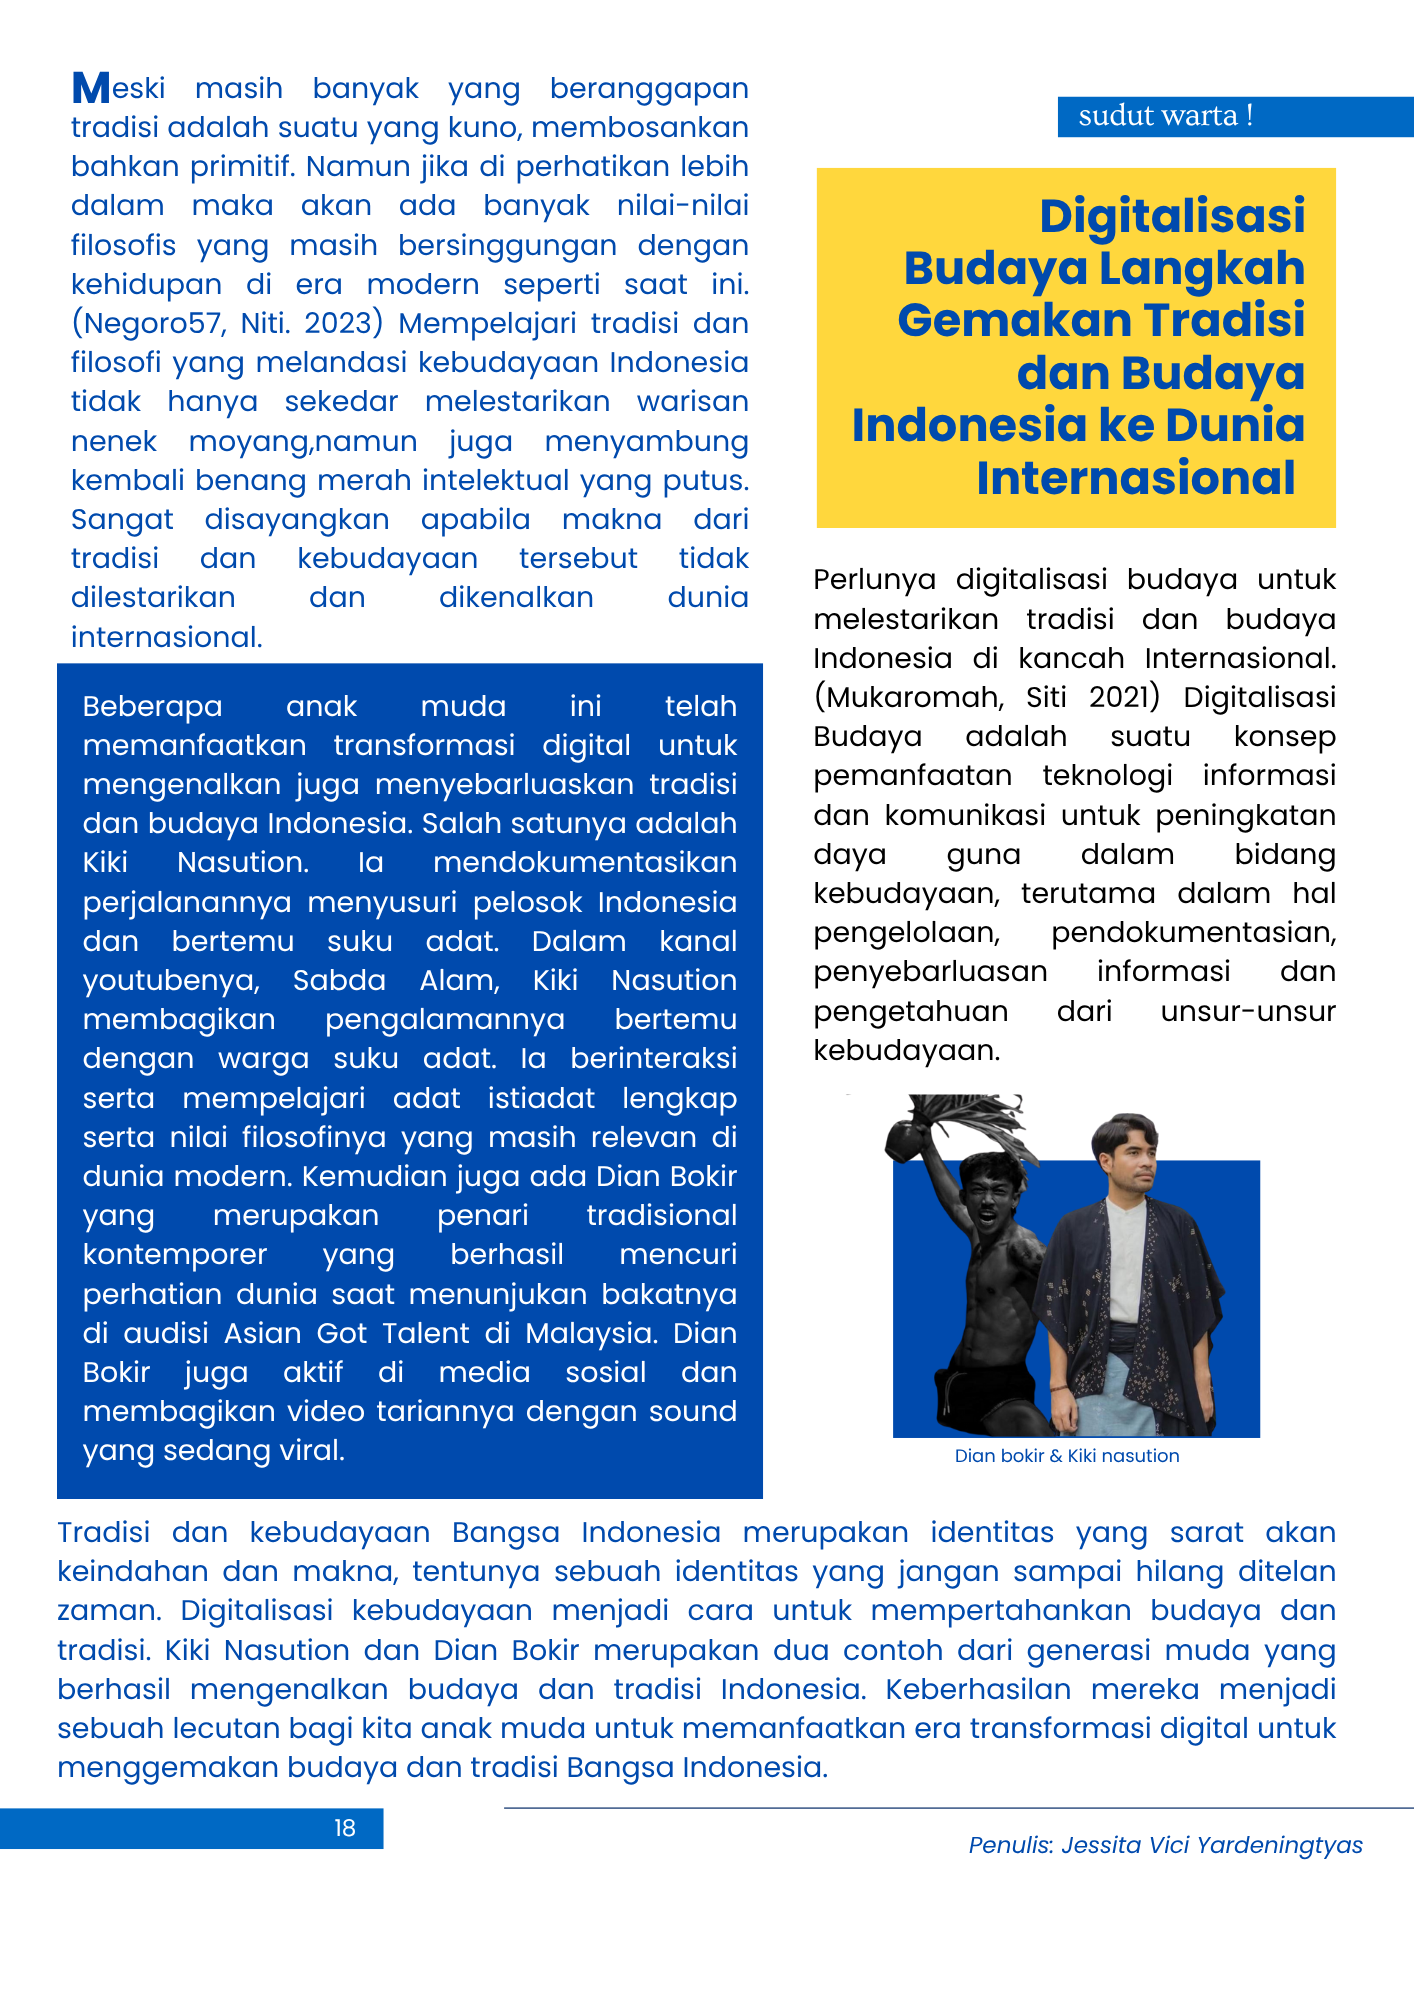 Meski masih banyak yang beranggapan
tradisi adalah suatu yang kuno, membosankan
bahkan primitif. Namun jika di perhatikan lebih
dalam maka akan ada banyak nilai-nilai
filosofis yang masih bersinggungan dengan
kehidupan di era modern seperti saat ini.
(Negoro57, Niti. 2023) Mempelajari tradisi dan
filosofi yang melandasi kebudayaan Indonesia
tidak hanya sekedar melestarikan warisan
nenek moyang,namun juga menyambung
kembali benang merah intelektual yang putus.
Sangat disayangkan apabila makna dari
tradisi dan kebudayaan tersebut tidak
dilestarikan dan dikenalkan dunia
internasional.
Beberapa anak muda ini telah
memanfaatkan transformasi digital untuk
mengenalkan juga menyebarluaskan tradisi
dan budaya Indonesia. Salah satunya adalah
Kiki Nasution. Ia mendokumentasikan
perjalanannya menyusuri pelosok Indonesia
dan bertemu suku adat. Dalam kanal
youtubenya, Sabda Alam, Kiki Nasution
membagikan pengalamannya bertemu
dengan warga suku adat. Ia berinteraksi
serta mempelajari adat istiadat lengkap
serta nilai filosofinya yang masih relevan di
dunia modern. Kemudian juga ada Dian Bokir
yang merupakan penari tradisional
kontemporer yang berhasil mencuri
perhatian dunia saat menunjukan bakatnya
di audisi Asian Got Talent di Malaysia. Dian
Bokir juga aktif di media sosial dan
membagikan video tariannya dengan sound
yang sedang viral.
sudut warta !
Digitalisasi
Budaya Langkah
Gemakan Tradisi
dan Budaya
Indonesia ke Dunia
Internasional
Perlunya digitalisasi budaya untuk
melestarikan tradisi dan budaya
Indonesia di kancah Internasional.
(Mukaromah, Siti 2021) Digitalisasi
Budaya adalah suatu konsep
pemanfaatan teknologi informasi
dan komunikasi untuk peningkatan
daya guna dalam bidang
kebudayaan, terutama dalam hal
pengelolaan, pendokumentasian,
penyebarluasan informasi dan
pengetahuan dari unsur-unsur
kebudayaan.
Dian bokir & Kiki nasution
Tradisi dan kebudayaan Bangsa Indonesia merupakan identitas yang sarat akan
keindahan dan makna, tentunya sebuah identitas yang jangan sampai hilang ditelan
zaman. Digitalisasi kebudayaan menjadi cara untuk mempertahankan budaya dan
tradisi. Kiki Nasution dan Dian Bokir merupakan dua contoh dari generasi muda yang
berhasil mengenalkan budaya dan tradisi Indonesia. Keberhasilan mereka menjadi
sebuah lecutan bagi kita anak muda untuk memanfaatkan era transformasi digital untuk
menggemakan budaya dan tradisi Bangsa Indonesia.
18
Penulis: Jessita Vici Yardeningtyas